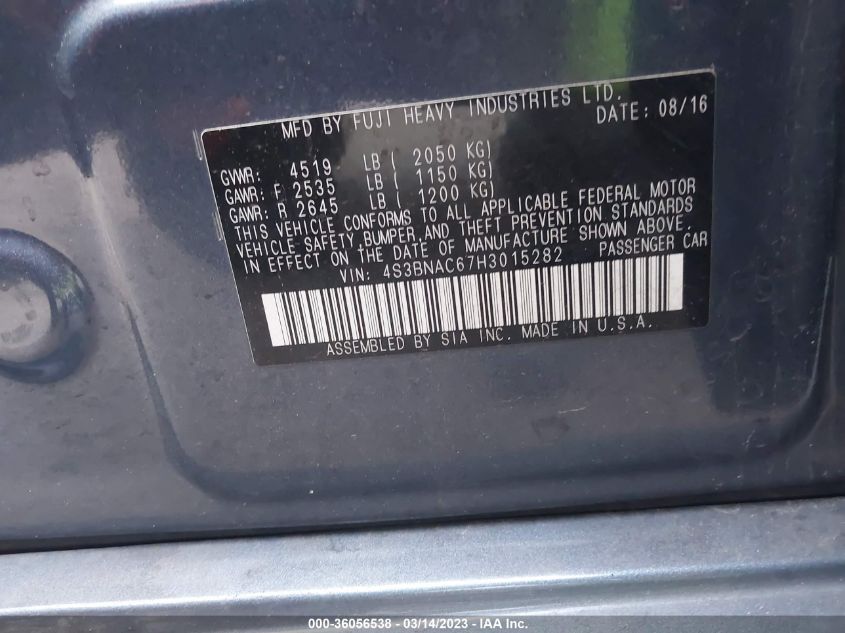 MFD BY FUJI HEAVY INDUSTRIES LTD.
DATE: 08/16
GVWR: 4519 LB ( 2050 KG)
GAWR: F 2535 LB ( 1150 KG)
GAWR: R 2645 LB ( 1200 KG)
THIS VEHICLE CONFORMS TO ALL APPLICABLE FEDERAL MOTOR
VEHICLE SAFETY, BUMPER, AND THEFT PREVENTION STANDARDS
IN EFFECT ON THE DATE OF MANUFACTURE SHOWN ABOVE.
VIN: 4S3BNAC67H3015282 PASSENGER CAR
ASSEMBLED BY SIA INC. MADE IN U.S.A.
000-36056538 - 03/14/2023 - IAA Inc.